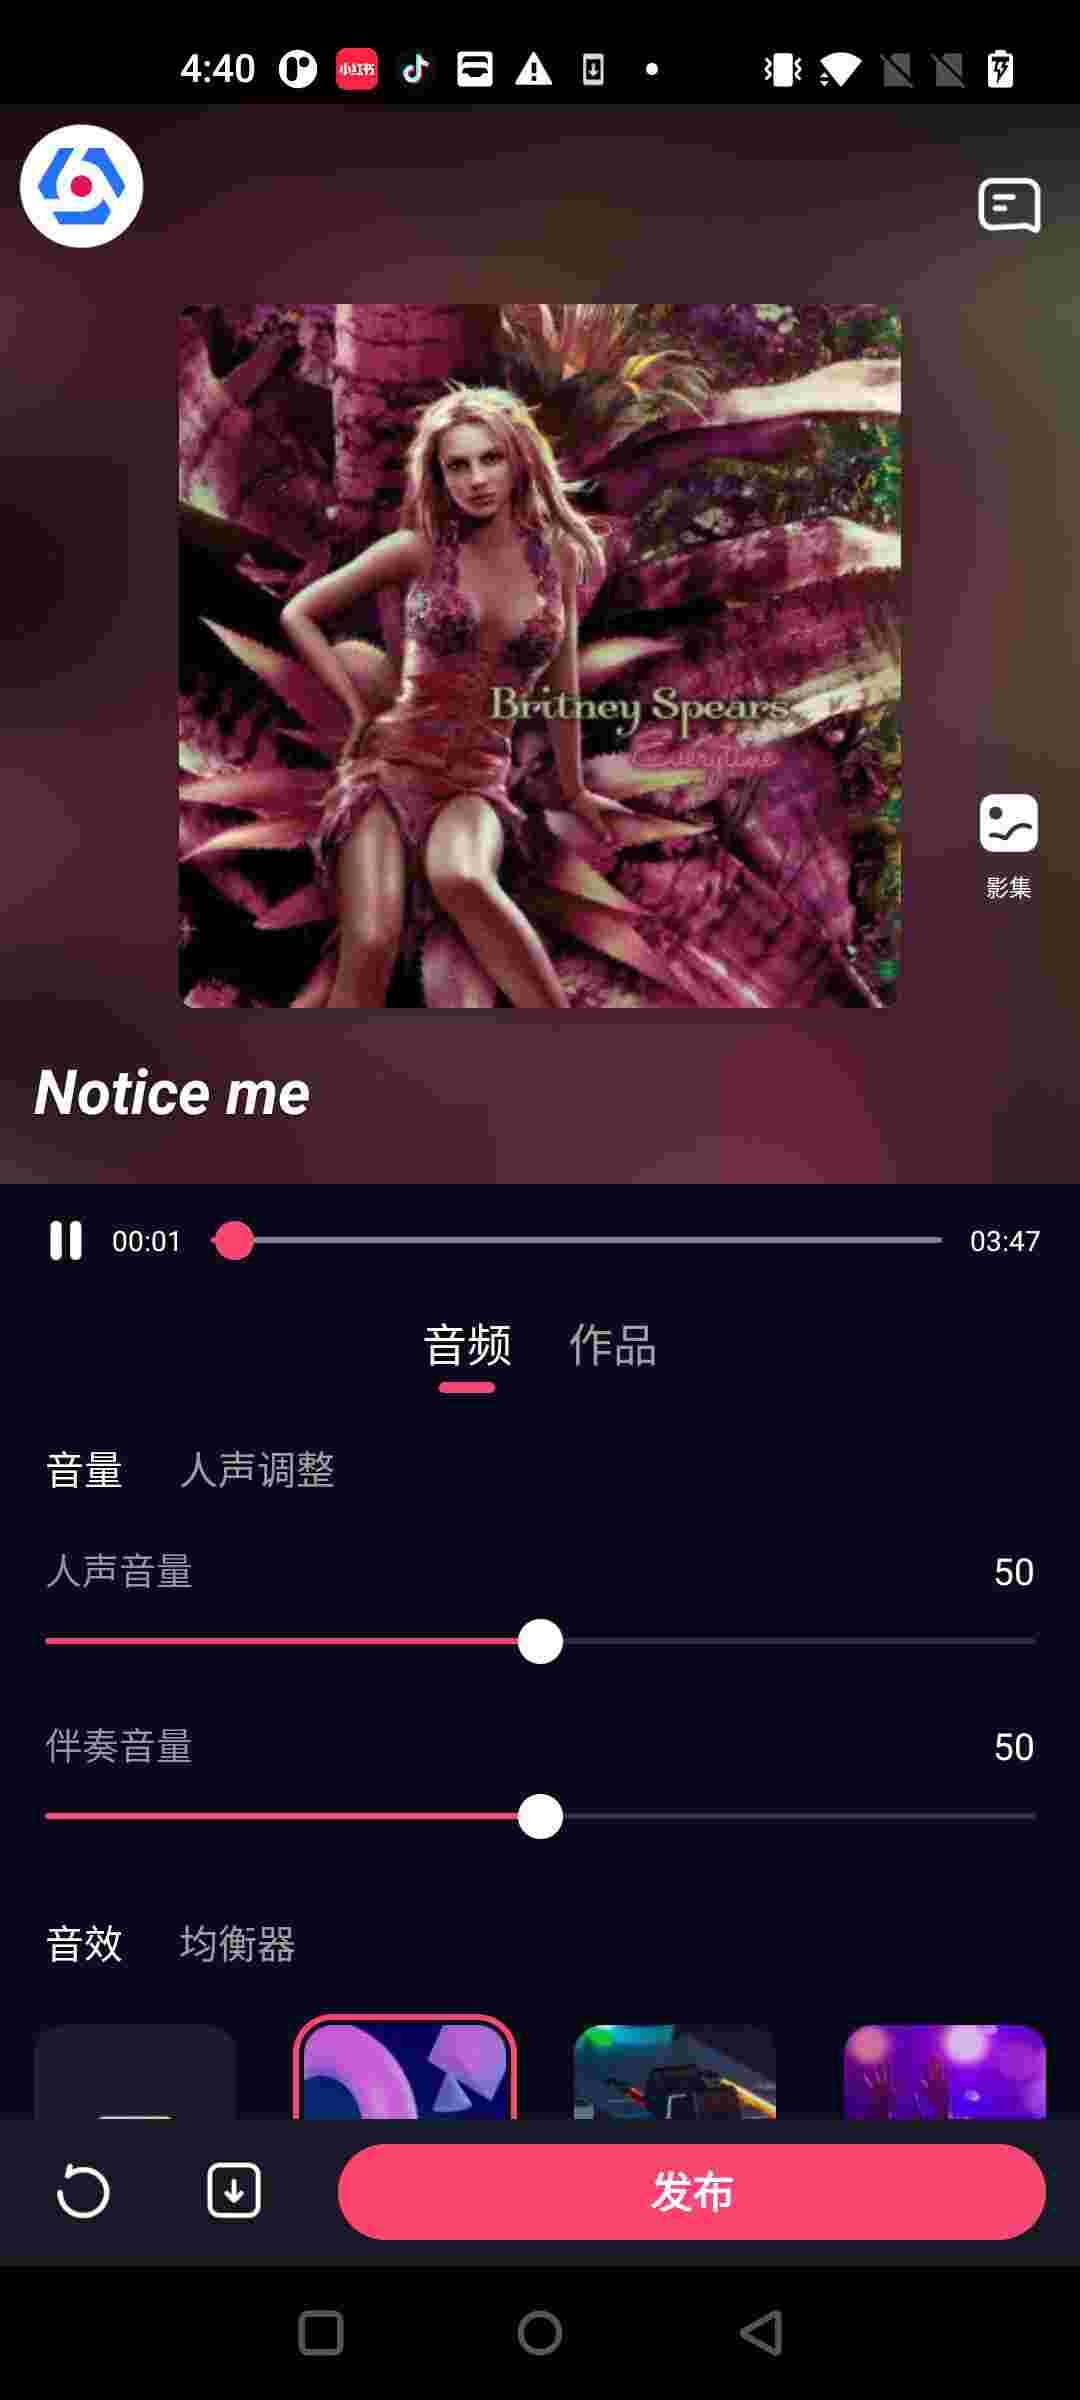 4:40
小红书
Britney Spears
Everytime
影集
Notice me
00:01
03:47
音频 作品
音量 人声调整
人声音量 50
伴奏音量 50
音效 均衡器
发布